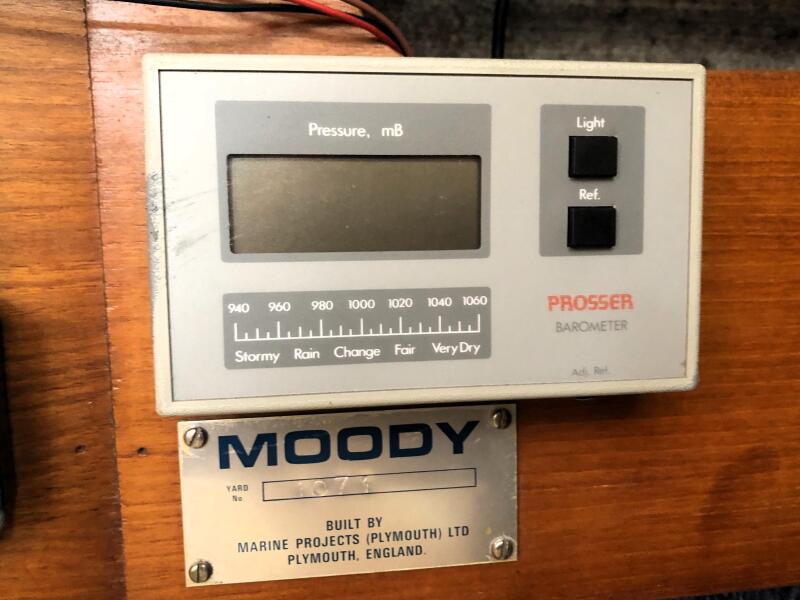 Pressure, mB
Light
Ref.
940 960 980 1000 1020 1040 1060
Stormy Rain Change Fair Very Dry
PROSSER
BAROMETER
Adj. Ref.
MOODY
YARD
No
BUILT BY
MARINE PROJECTS (PLYMOUTH) LTD
PLYMOUTH, ENGLAND.